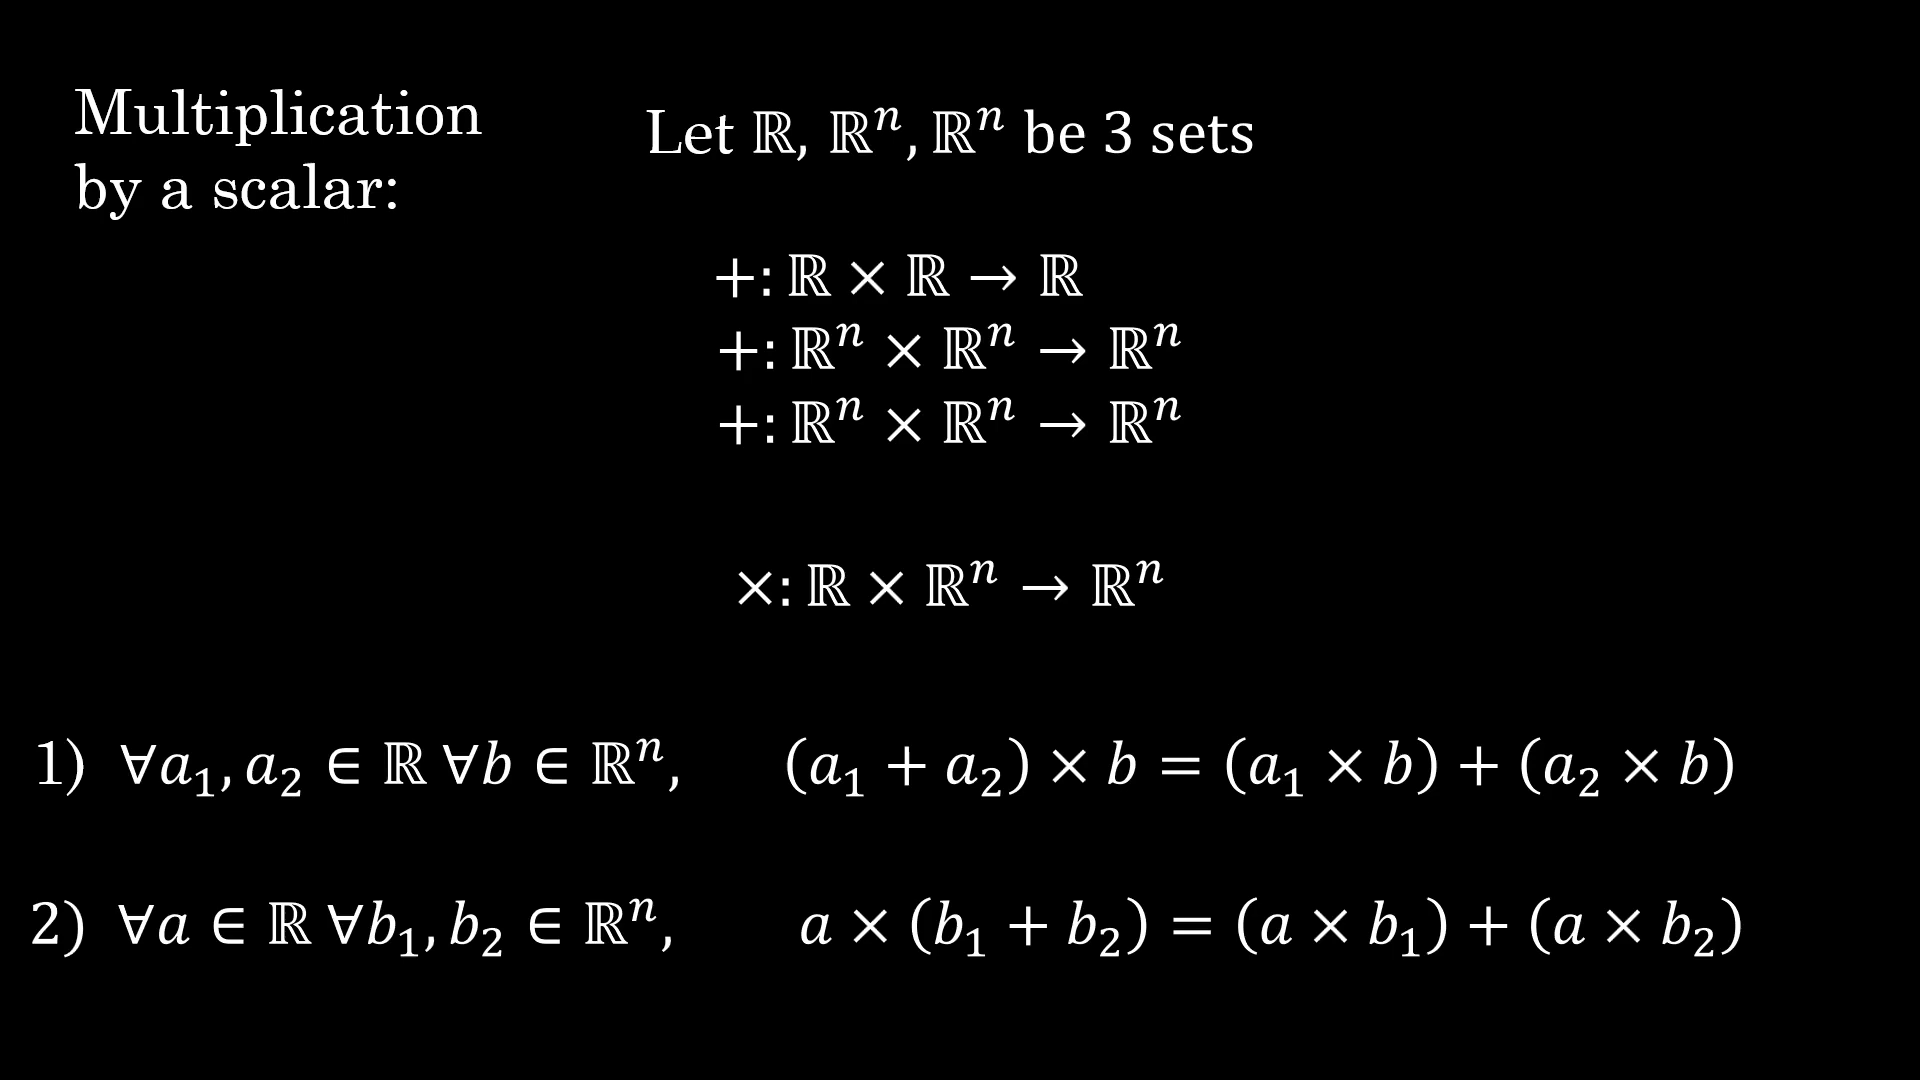 Multiplication
by a scalar:
Let ℝ, ℝⁿ, ℝⁿ be 3 sets
+: ℝ × ℝ → ℝ
+: ℝⁿ × ℝⁿ → ℝⁿ
+: ℝⁿ × ℝⁿ → ℝⁿ
×: ℝ × ℝⁿ → ℝⁿ
1) ∀a₁, a₂ ∈ ℝ ∀b ∈ ℝⁿ, (a₁ + a₂) × b = (a₁ × b) + (a₂ × b)
2) ∀a ∈ ℝ ∀b₁, b₂ ∈ ℝⁿ, a × (b₁ + b₂) = (a × b₁) + (a × b₂)